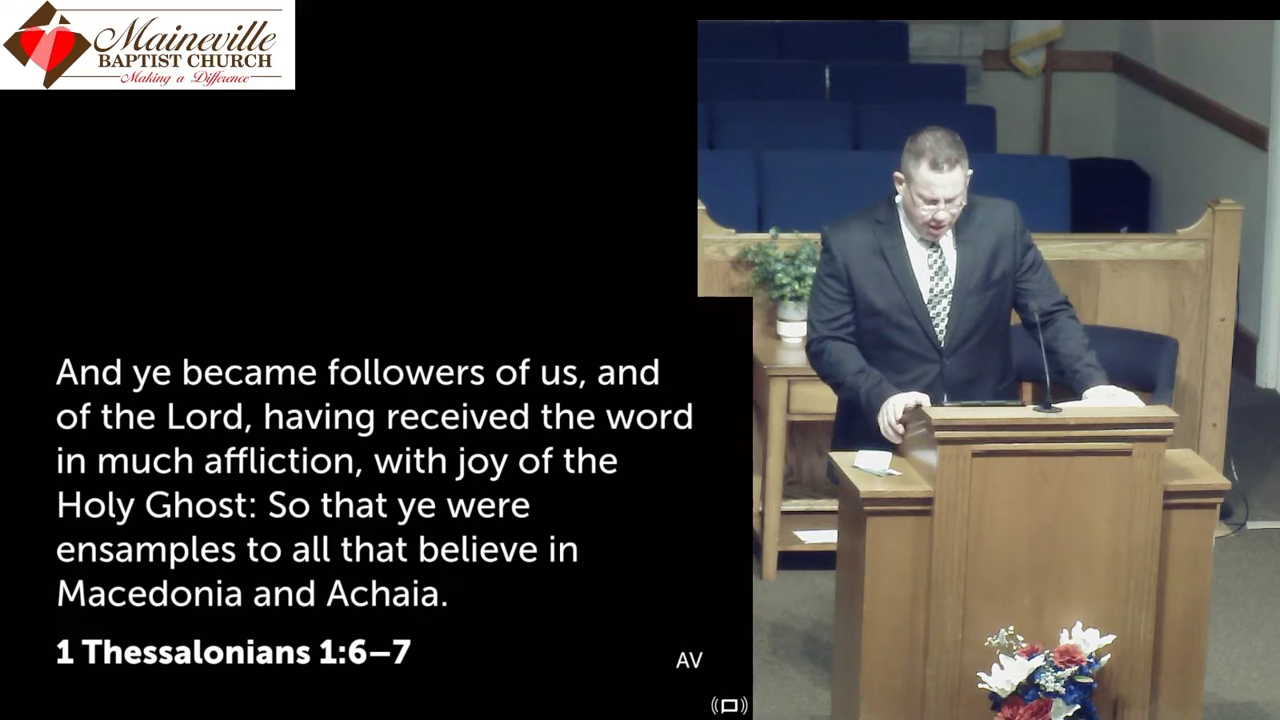 Maineville
BAPTIST CHURCH
Making a Difference
And ye became followers of us, and
of the Lord, having received the word
in much affliction, with joy of the
Holy Ghost: So that ye were
ensamples to all that believe in
Macedonia and Achaia.
1 Thessalonians 1:6–7
AV